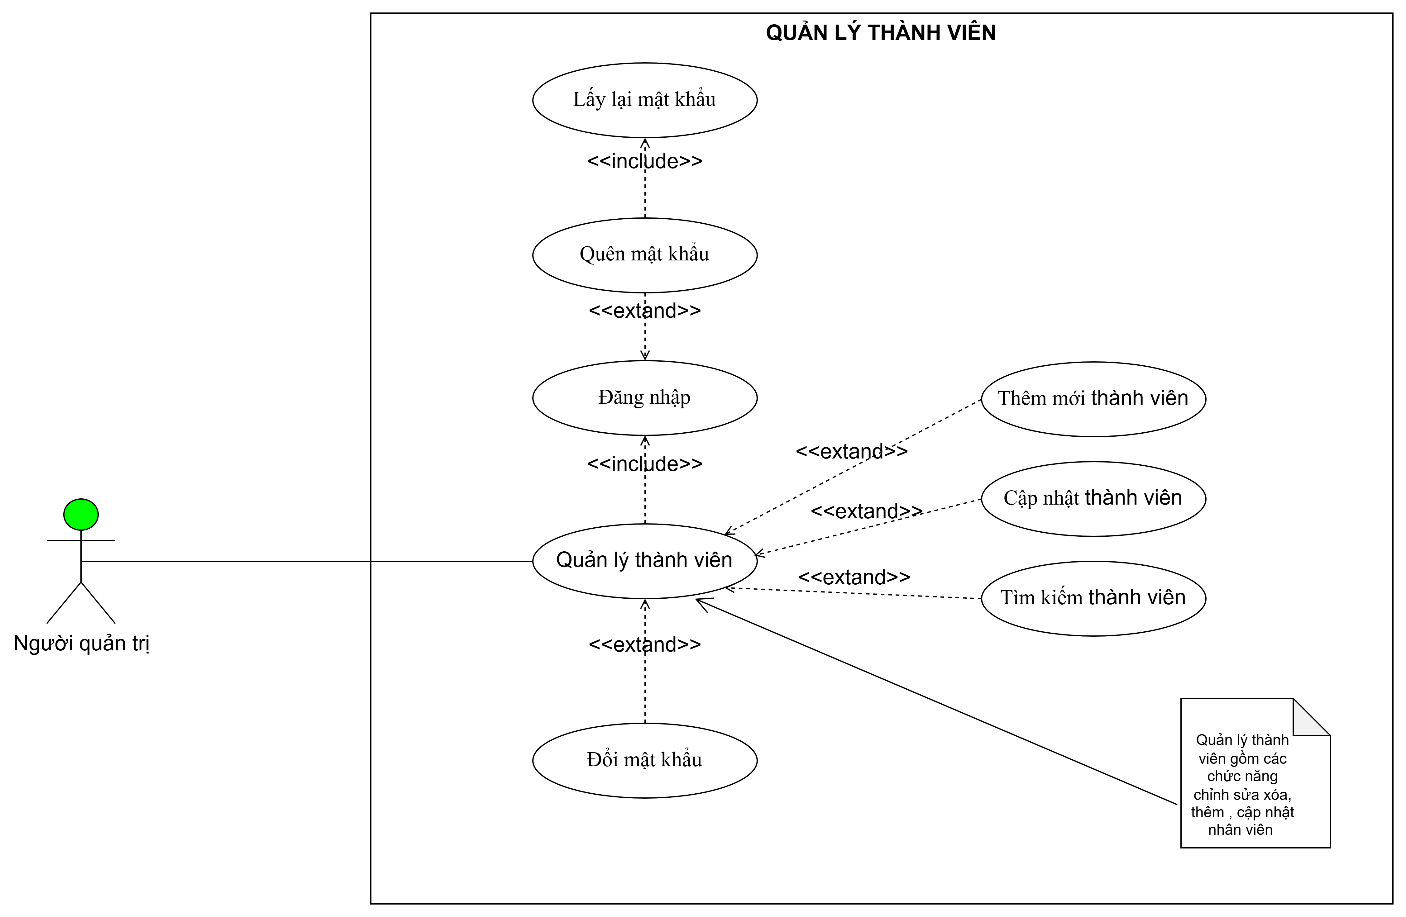 QUẢN LÝ THÀNH VIÊN
Lấy lại mật khẩu
<<include>>
Quên mật khẩu
<<extand>>
Đăng nhập
<<include>>
Thêm mới thành viên
<<extand>>
Cập nhật thành viên
<<extand>>
Quản lý thành viên
<<extand>>
Tìm kiếm thành viên
Người quản trị
<<extand>>
Đổi mật khẩu
Quản lý thành
viên gồm các
chức năng
chỉnh sửa xóa,
thêm , cập nhật
nhân viên